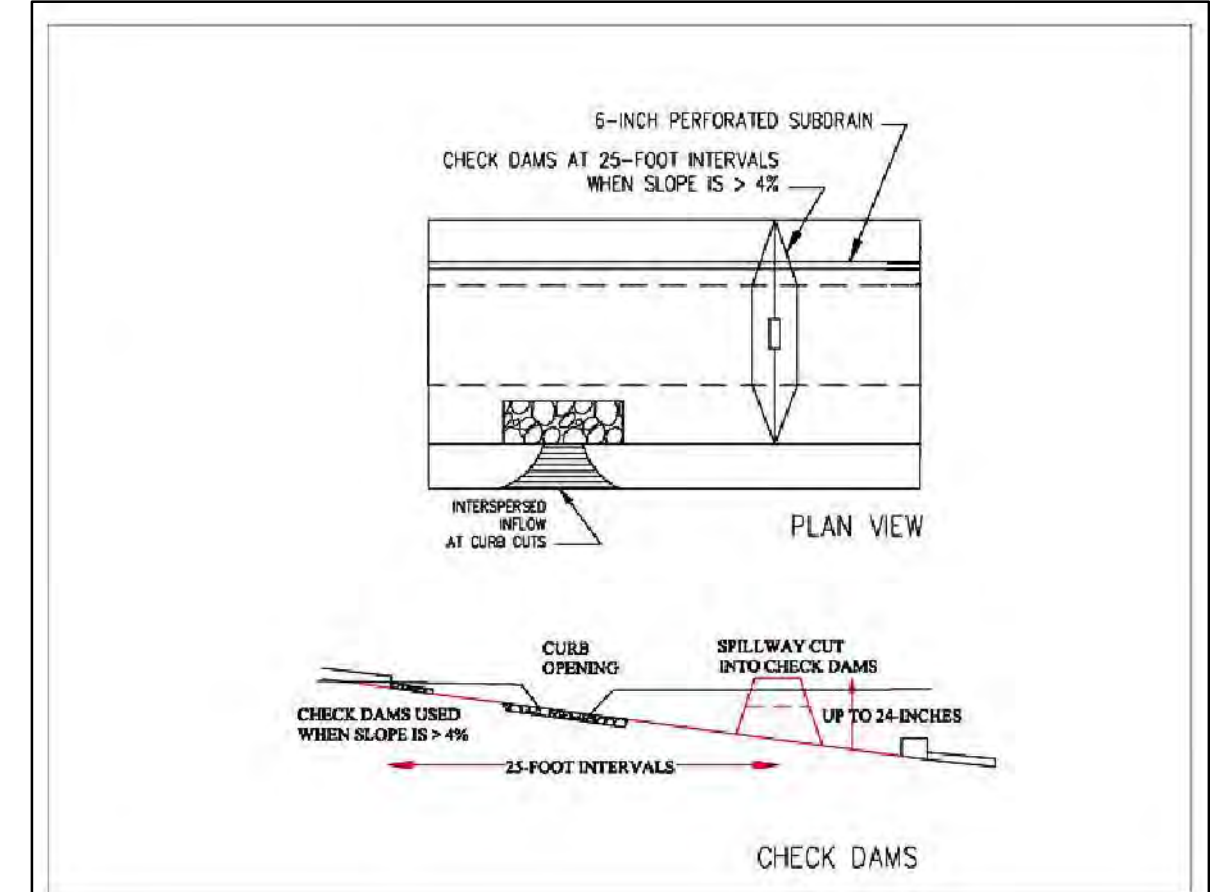 6-INCH PERFORATED SUBDRAIN
CHECK DAMS AT 25-FOOT INTERVALS
WHEN SLOPE IS > 4%
INTERSPERSED
INFLOW
AT CURB CUTS
PLAN VIEW
CURB
OPENING
SPILLWAY CUT
INTO CHECK DAMS
CHECK DAMS USED
WHEN SLOPE IS > 4%
UP TO 24-INCHES
25-FOOT INTERVALS
CHECK DAMS